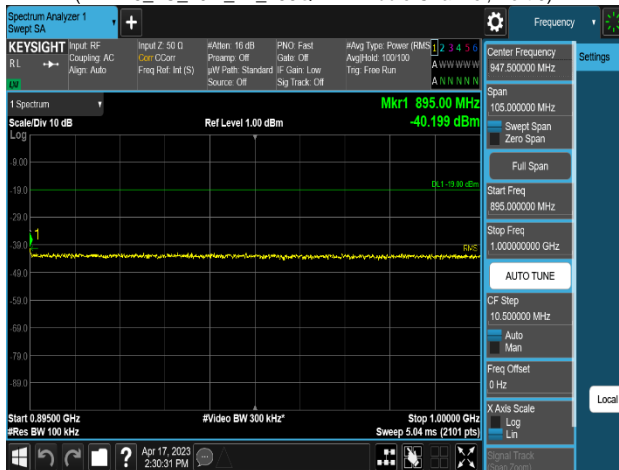 Spectrum Analyzer 1
Swept SA
Frequency
Settings
KEYSIGHT
RL
Input: RF
Coupling: AC
Align: Auto
Input Z: 50 Ω
Corr CCorr
Freq Ref: Int (S)
#Atten: 16 dB
Preamp: Off
µW Path: Standard
Source: Off
PNO: Fast
Gate: Off
IF Gain: Low
Sig Track: Off
#Avg Type: Power (RMS
Avg|Hold: 100/100
Trig: Free Run
1 2 3 4 5 6
A W W W W W
A N N N N N
1 Spectrum
Scale/Div 10 dB
Log
Ref Level 1.00 dBm
Mkr1 895.00 MHz
-40.199 dBm
-9.00
-19.0
-29.0
-39.0
-49.0
-59.0
-69.0
-79.0
-89.0
DL1 -19.00 dBm
1
RMS
Start 0.89500 GHz
#Res BW 100 kHz
#Video BW 300 kHz*
Stop 1.00000 GHz
Sweep 5.04 ms (2101 pts)
Center Frequency
947.500000 MHz
Span
105.000000 MHz
Swept Span
Zero Span
Full Span
Start Freq
895.000000 MHz
Stop Freq
1.000000000 GHz
AUTO TUNE
CF Step
10.500000 MHz
Auto
Man
Freq Offset
0 Hz
X Axis Scale
Log
Lin
Signal Track
(Span Zoom)
Local
?
Apr 17, 2023
2:30:31 PM